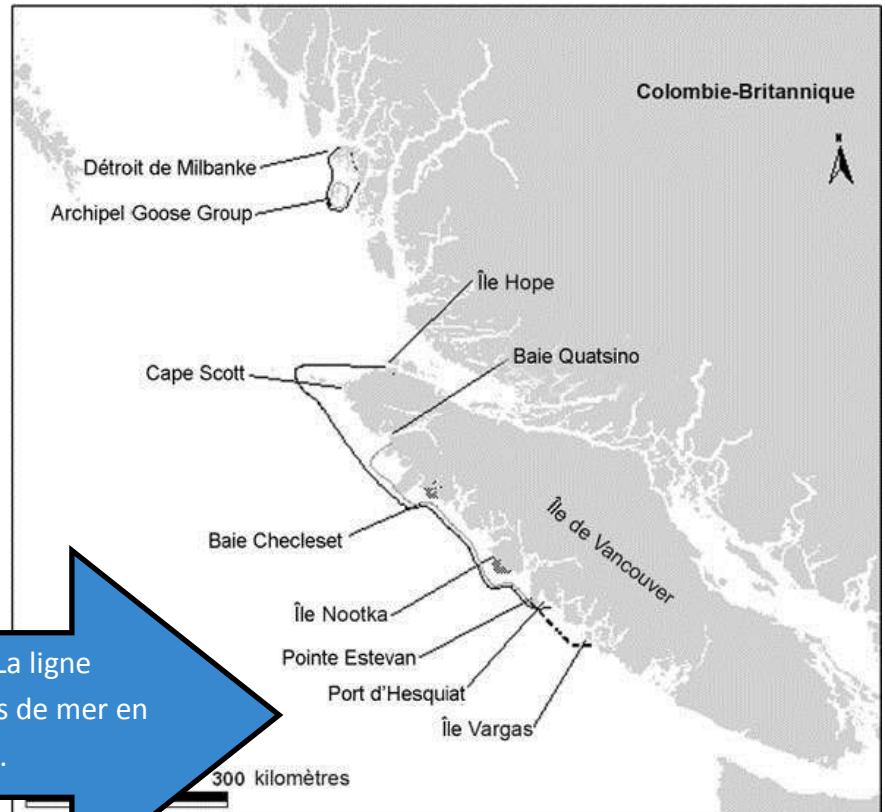 Colombie-Britannique
N
Détroit de Milbanke
Archipel Goose Group
Île Hope
Baie Quatsino
Cape Scott
Île de Vancouver
Baie Checleset
Île Nootka
Pointe Estevan
Port d'Hesquiat
Île Vargas
La ligne
s de mer en
.
300 kilomètres